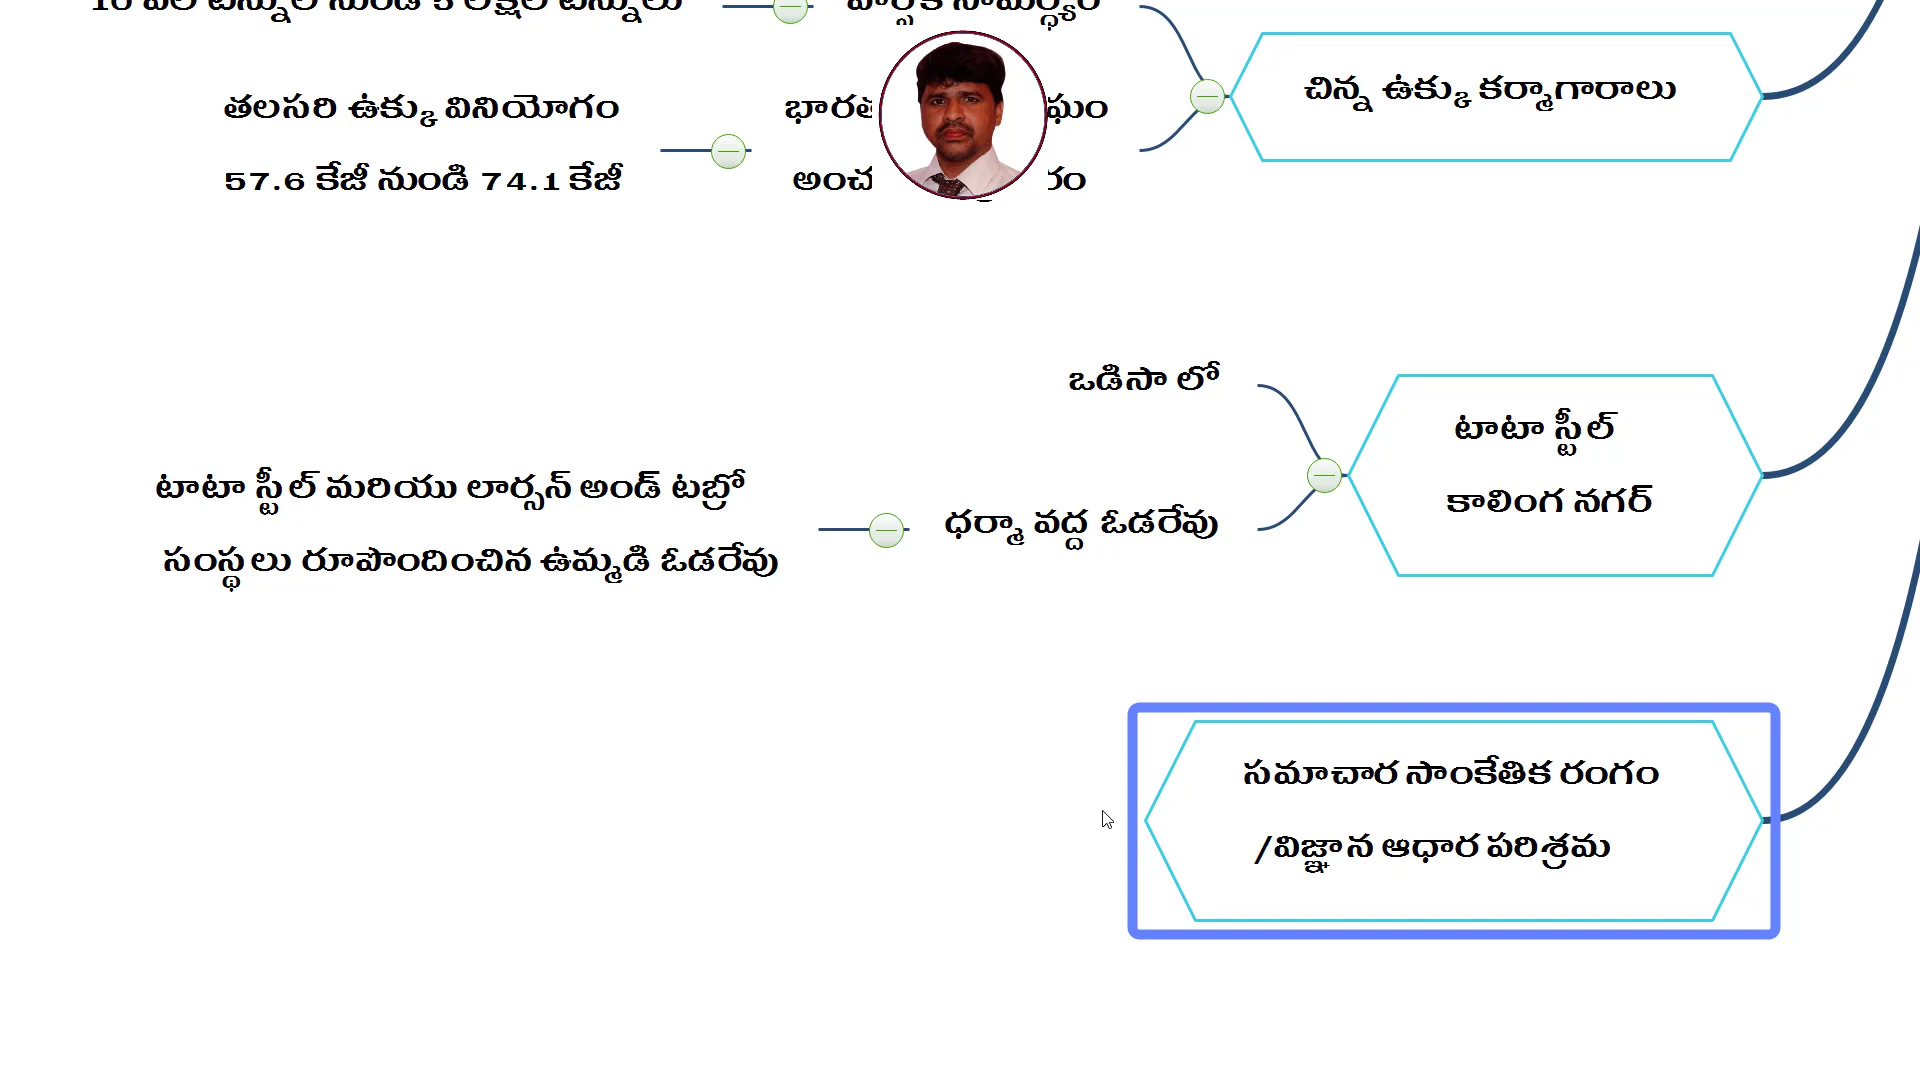 చిన్న ఉక్కు కర్మాగారాలు
తలసరి ఉక్కు వినియోగం
57.6 కేజీ నుండి 74.1 కేజీ
టాటా స్టీల్
కాలింగ నగర్
ఒడిసా లో
ధర్మా వద్ద ఓడరేవు
టాటా స్టీల్ మరియు లార్సన్ అండ్ టబ్రో
సంస్థలు రూపొందించిన ఉమ్మడి ఓడరేవు
సమాచార సాంకేతిక రంగం
/విజ్ఞాన ఆధార పరిశ్రమ